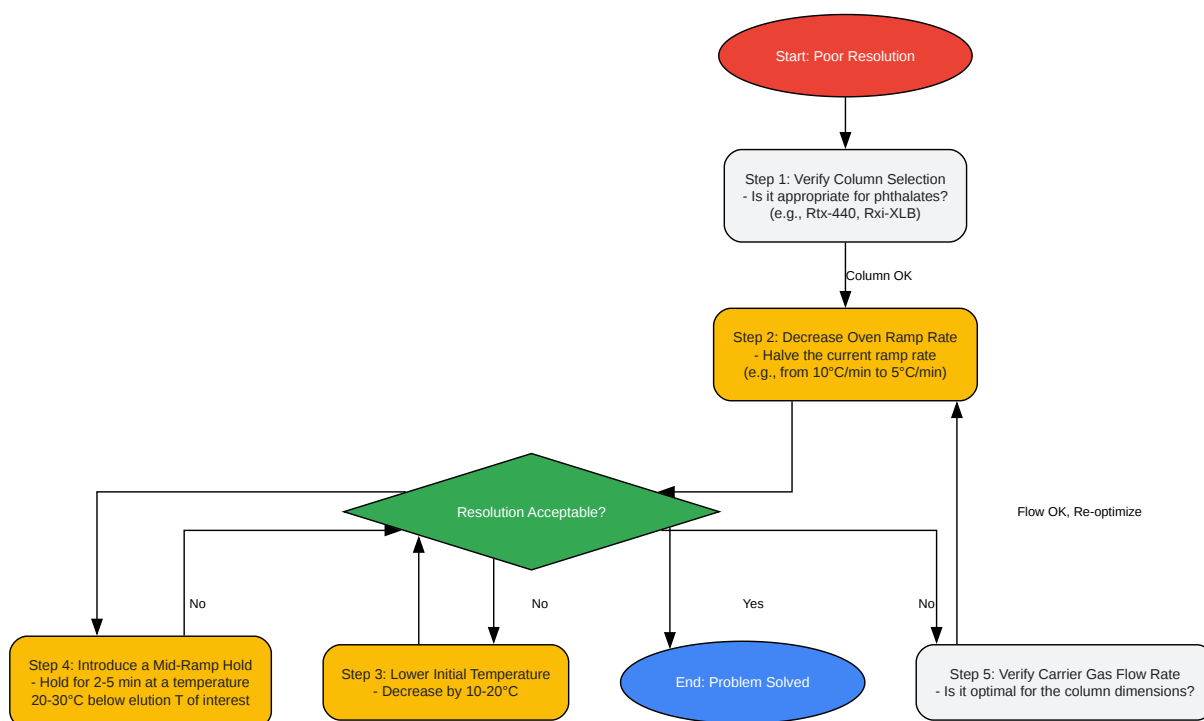 Start: Poor Resolution
Step 1: Verify Column Selection
- Is it appropriate for phthalates?
(e.g., Rtx-440, Rxi-XLB)
Column OK
Step 2: Decrease Oven Ramp Rate
- Halve the current ramp rate
(e.g., from 10°C/min to 5°C/min)
Resolution Acceptable?
Flow OK, Re-optimize
No
No
Yes
No
Step 4: Introduce a Mid-Ramp Hold
- Hold for 2-5 min at a temperature
20-30°C below elution T of interest
Step 3: Lower Initial Temperature
- Decrease by 10-20°C
End: Problem Solved
Step 5: Verify Carrier Gas Flow Rate
- Is it optimal for the column dimensions?